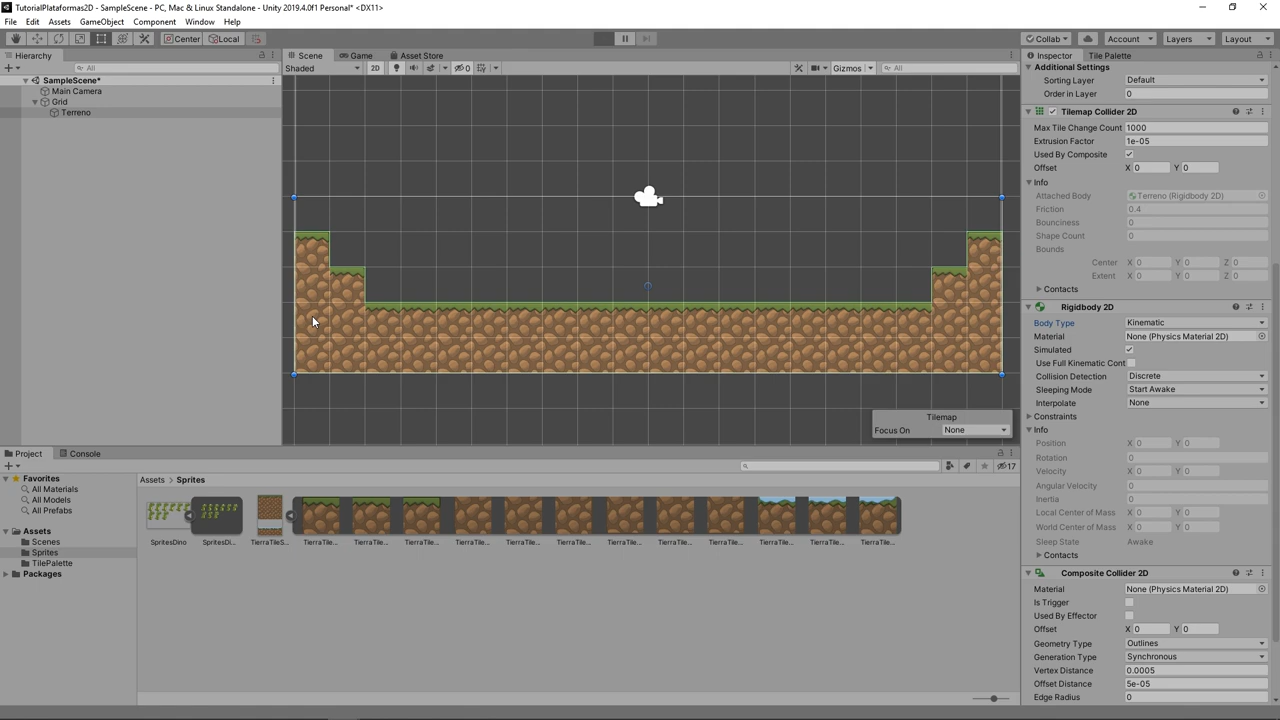 TutorialPlataformas2D - SampleScene - PC, Mac & Linux Standalone - Unity 2019.4.0f1 Personal* <DX11>
File Edit Assets GameObject Component Window Help
Center Local Collab Account Layers Layout
Hierarchy
All
SampleScene*
Main Camera
Grid
Terreno
Scene Game Asset Store
Shaded 2D 0 Gizmos All
Tilemap
Focus On None
Inspector Tile Palette
Additional Settings
Sorting Layer Default
Order in Layer 0
Tilemap Collider 2D
Max Tile Change Count 1000
Extrusion Factor 1e-05
Used By Composite
Offset X 0 Y 0
Info
Attached Body Terreno (Rigidbody 2D)
Friction 0.4
Bounciness 0
Shape Count 0
Bounds
Center X 0 Y 0 Z 0
Extent X 0 Y 0 Z 0
Contacts
Rigidbody 2D
Body Type Kinematic
Material None (Physics Material 2D)
Simulated
Use Full Kinematic Cont
Collision Detection Discrete
Sleeping Mode Start Awake
Interpolate None
Constraints
Info
Position X 0 Y 0
Rotation 0
Velocity X 0 Y 0
Angular Velocity 0
Inertia 0
Local Center of Mass X 0 Y 0
World Center of Mass X 0 Y 0
Sleep State Awake
Contacts
Composite Collider 2D
Material None (Physics Material 2D)
Is Trigger
Used By Effector
Offset X 0 Y 0
Geometry Type Outlines
Generation Type Synchronous
Vertex Distance 0.0005
Offset Distance 5e-05
Edge Radius 0
Project Console
17
Favorites
All Materials
All Models
All Prefabs
Assets
Scenes
Sprites
TilePalette
Packages
Assets > Sprites
SpritesDino SpritesDi... TierraTileS... TierraTile... TierraTile... TierraTile... TierraTile... TierraTile... TierraTile... TierraTile... TierraTile... TierraTile... TierraTile... TierraTile... TierraTile...